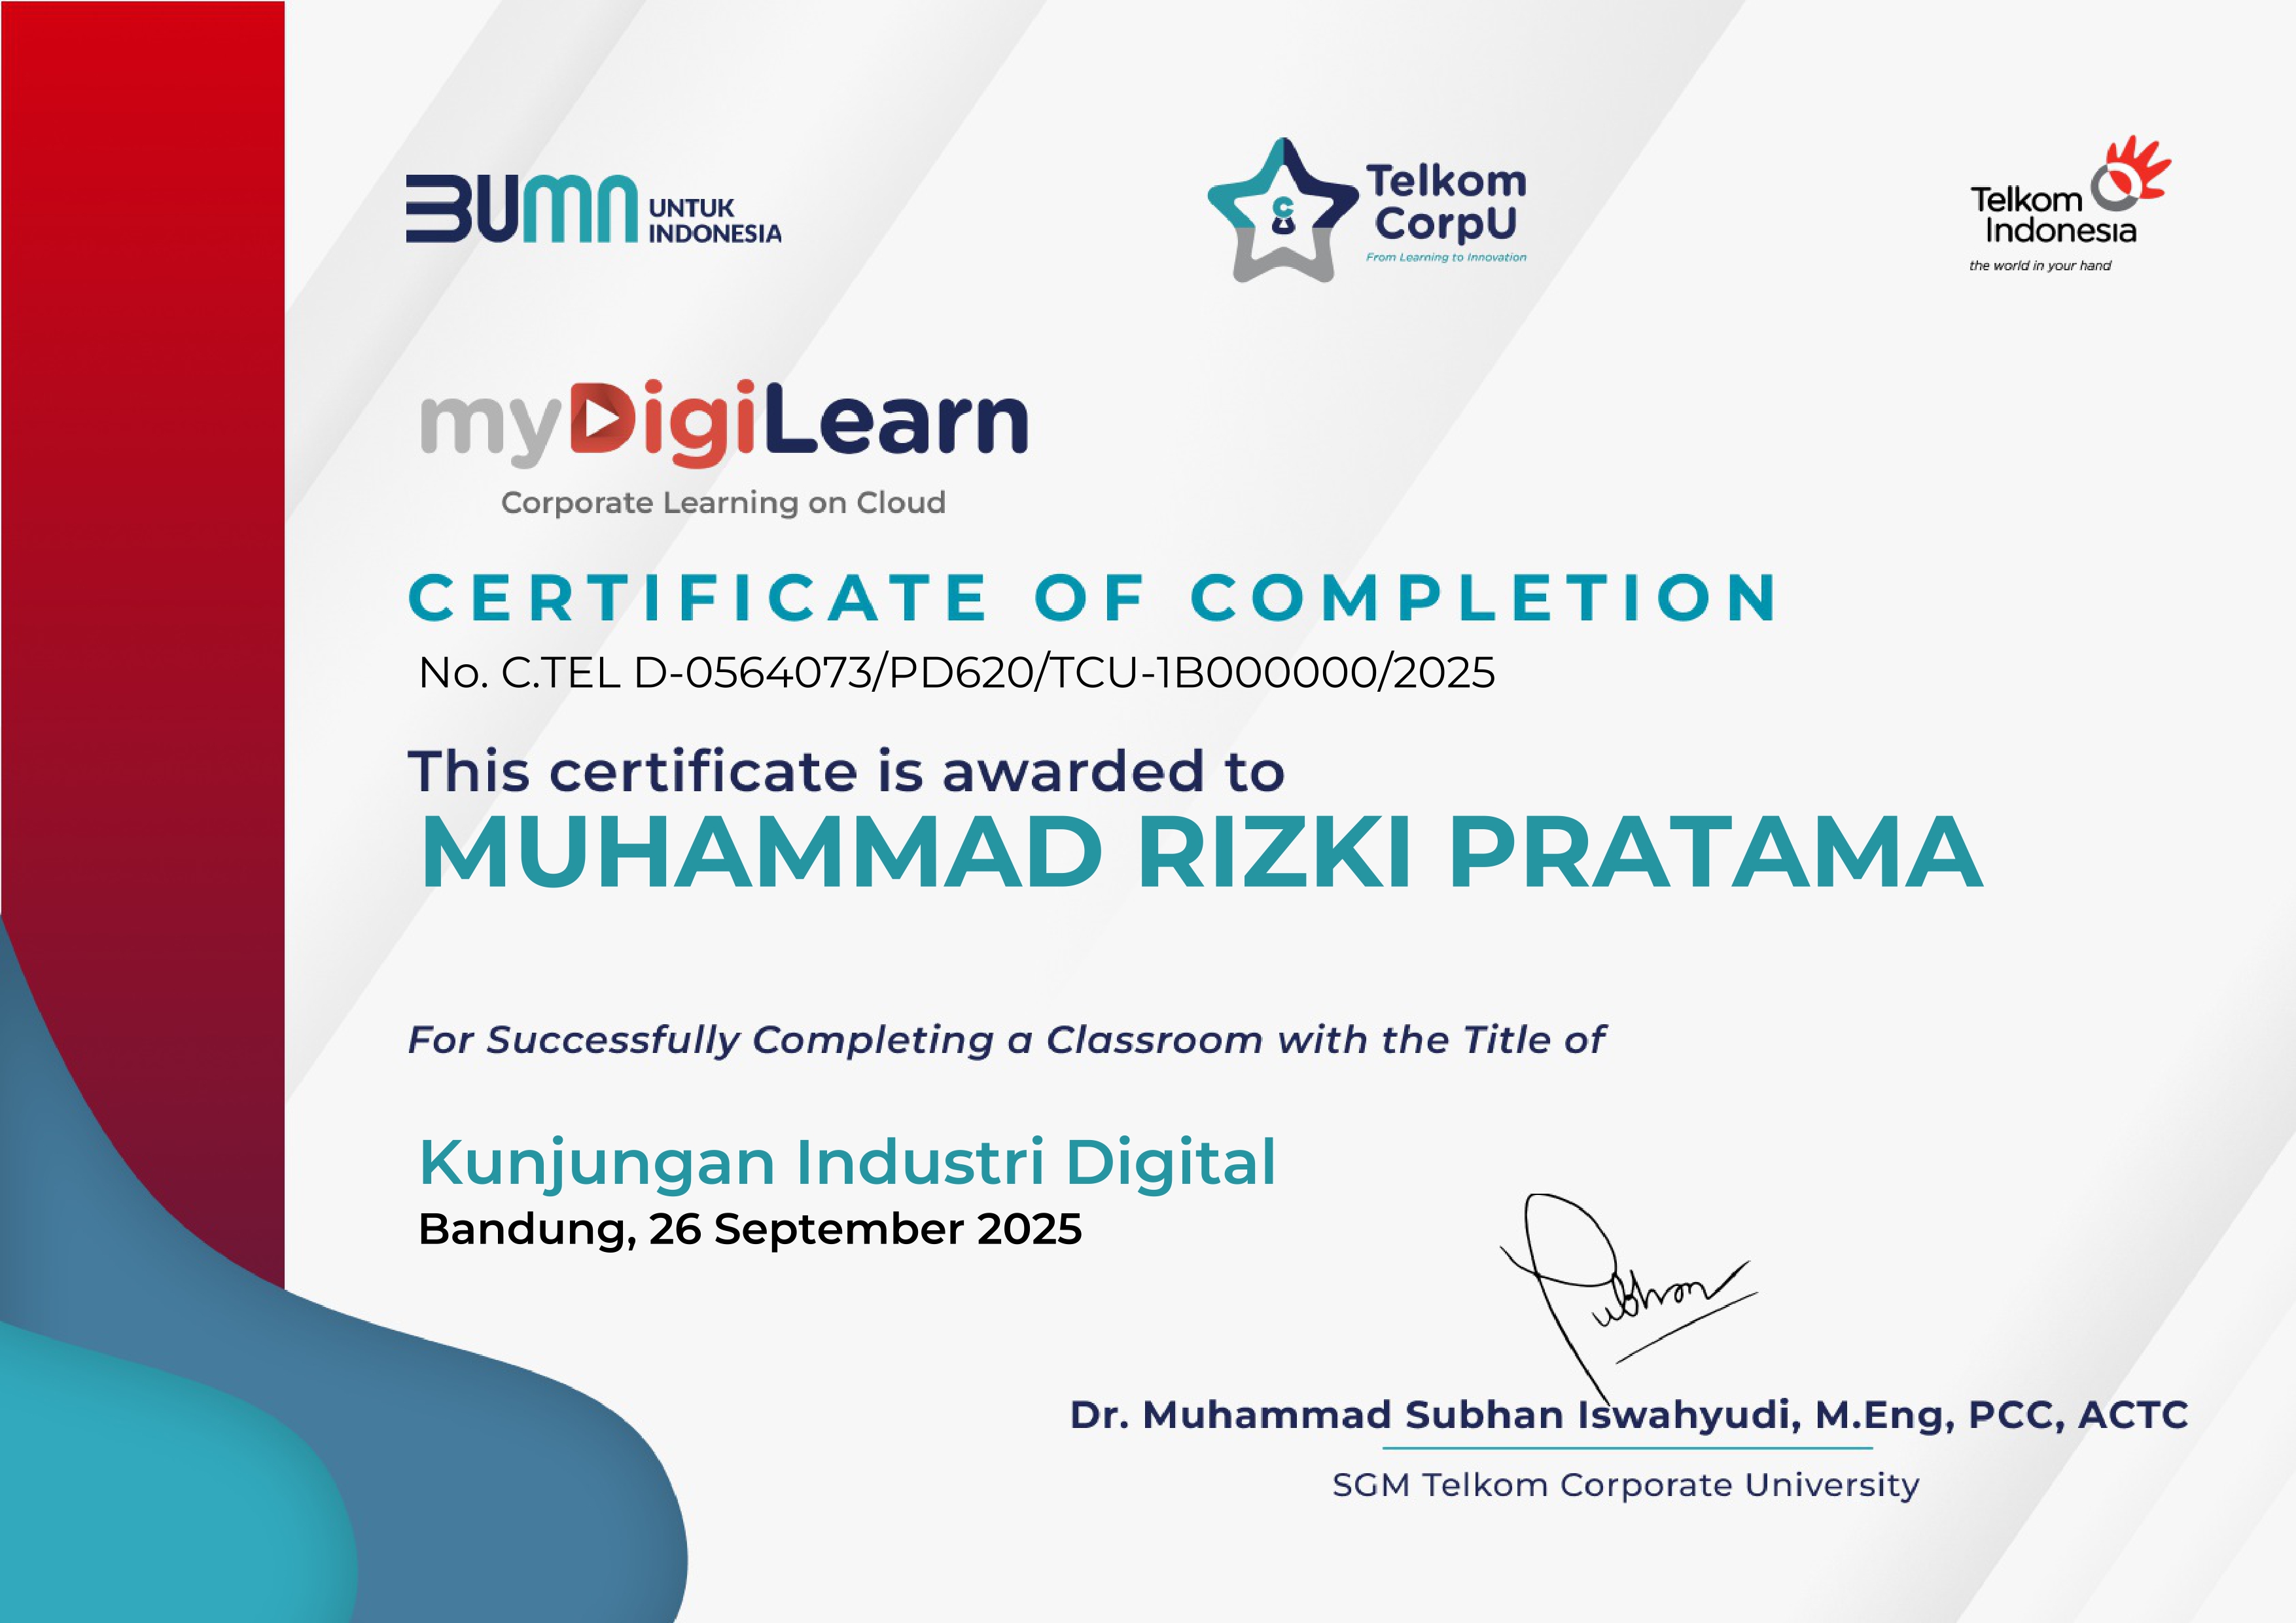 BUMN UNTUK INDONESIA
Telkom CorpU
From Learning to Innovation
Telkom Indonesia
the world in your hand
myDigiLearn
Corporate Learning on Cloud
CERTIFICATE OF COMPLETION
No. C.TEL D-0564073/PD620/TCU-1B000000/2025
This certificate is awarded to
MUHAMMAD RIZKI PRATAMA
For Successfully Completing a Classroom with the Title of
Kunjungan Industri Digital
Bandung, 26 September 2025
Subhan
Dr. Muhammad Subhan Iswahyudi, M.Eng, PCC, ACTC
SGM Telkom Corporate University